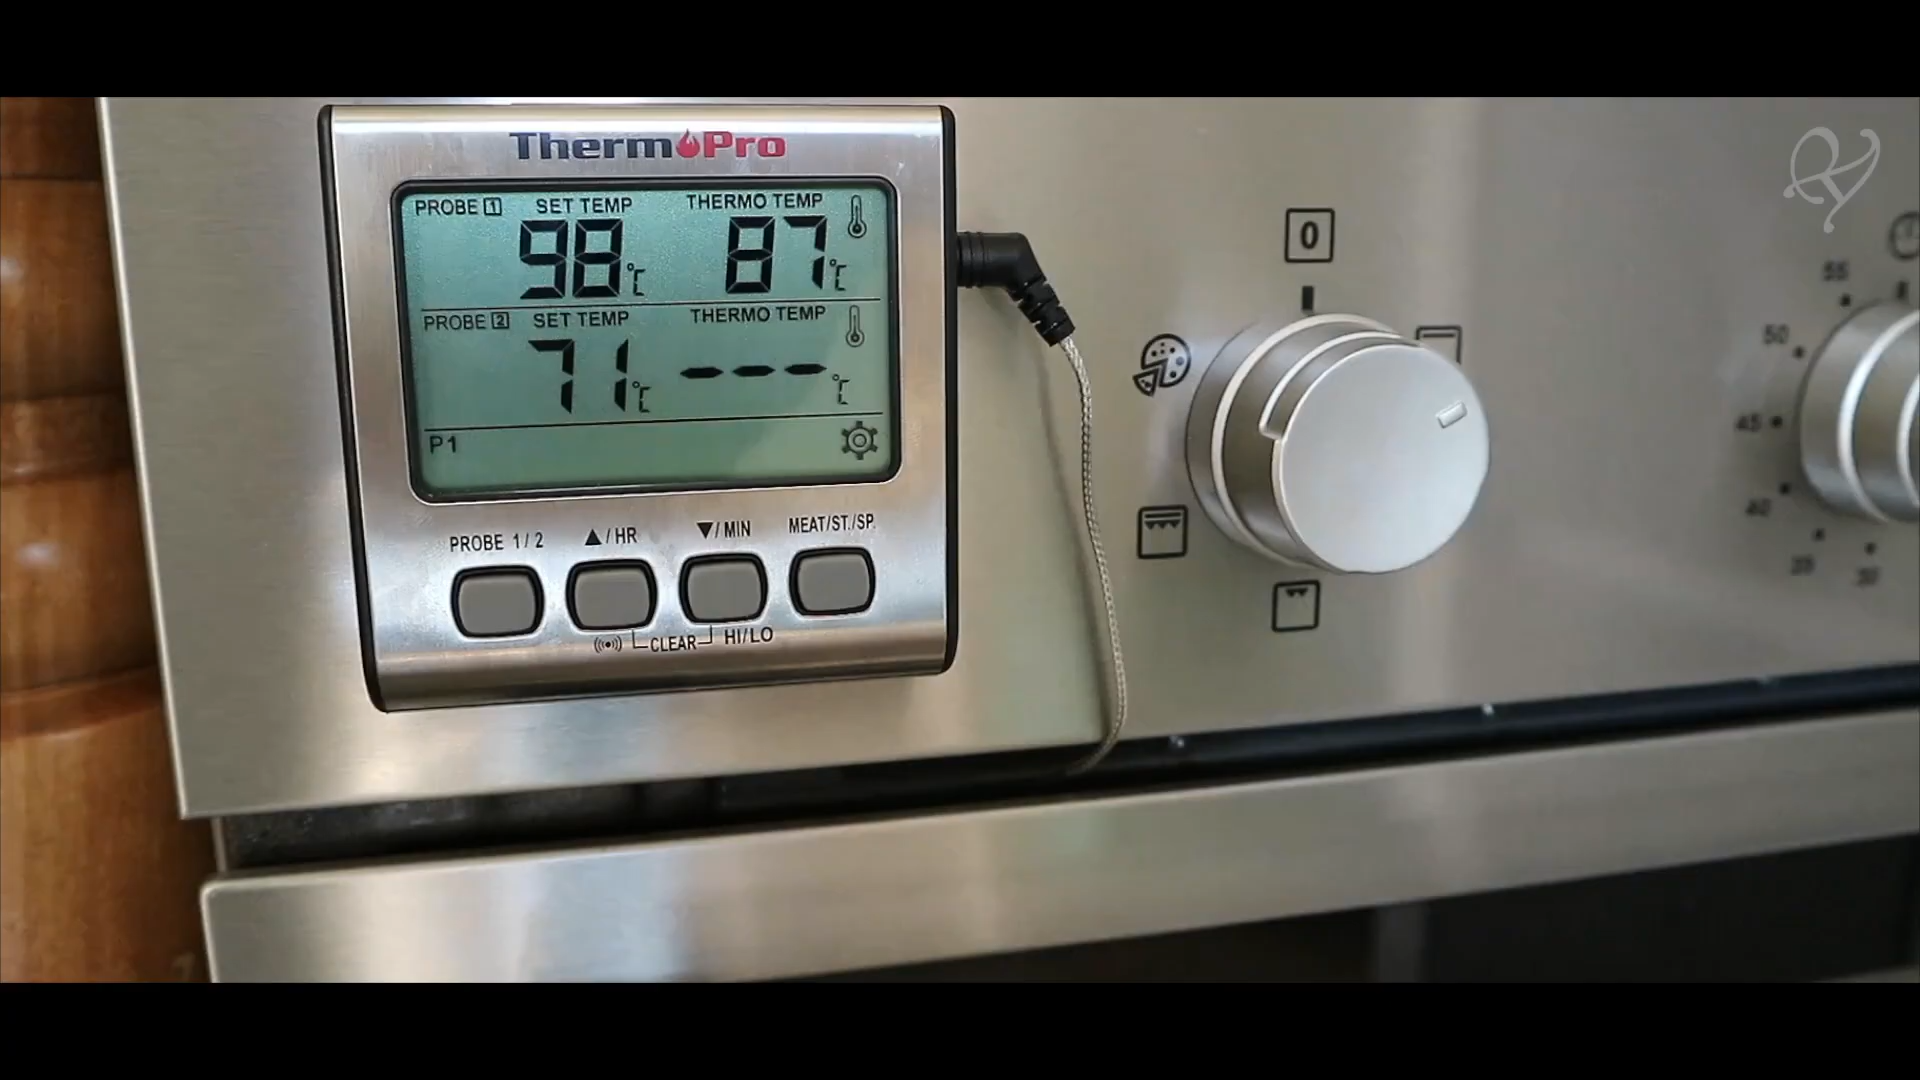 ThermoPro
PROBE 1 SET TEMP THERMO TEMP
98°C 87°C
PROBE 2 SET TEMP THERMO TEMP
71°C ---°C
P1
PROBE 1/2 ▲/HR ▼/MIN MEAT/ST./SP.
CLEAR HI/LO
0
55
50
45
40
35
30